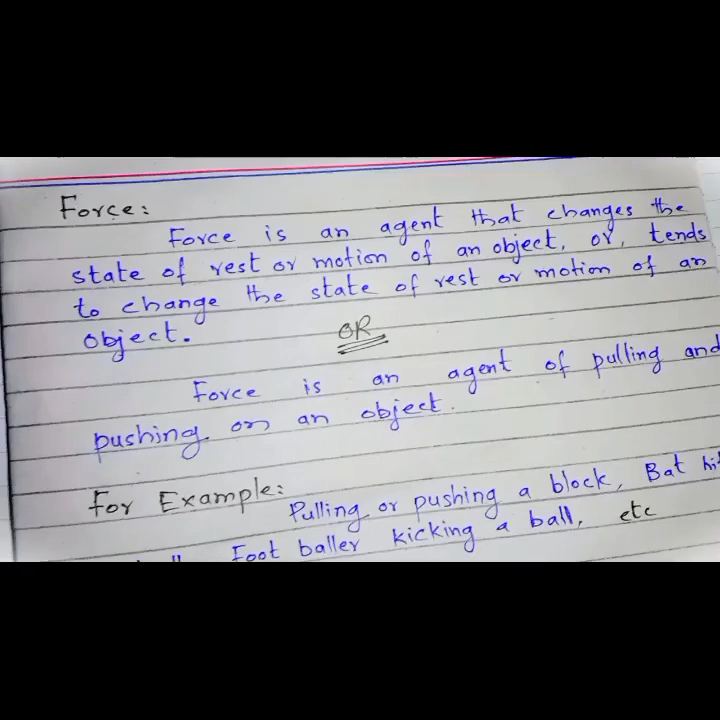 Force:
Force is an agent that changes the
state of rest or motion of an object, or, tends
to change the state of rest or motion of an
object.
OR
Force is an agent of pulling and
pushing on an object.
For Example:
Pulling or pushing a block, Bat
Foot baller kicking a ball, etc